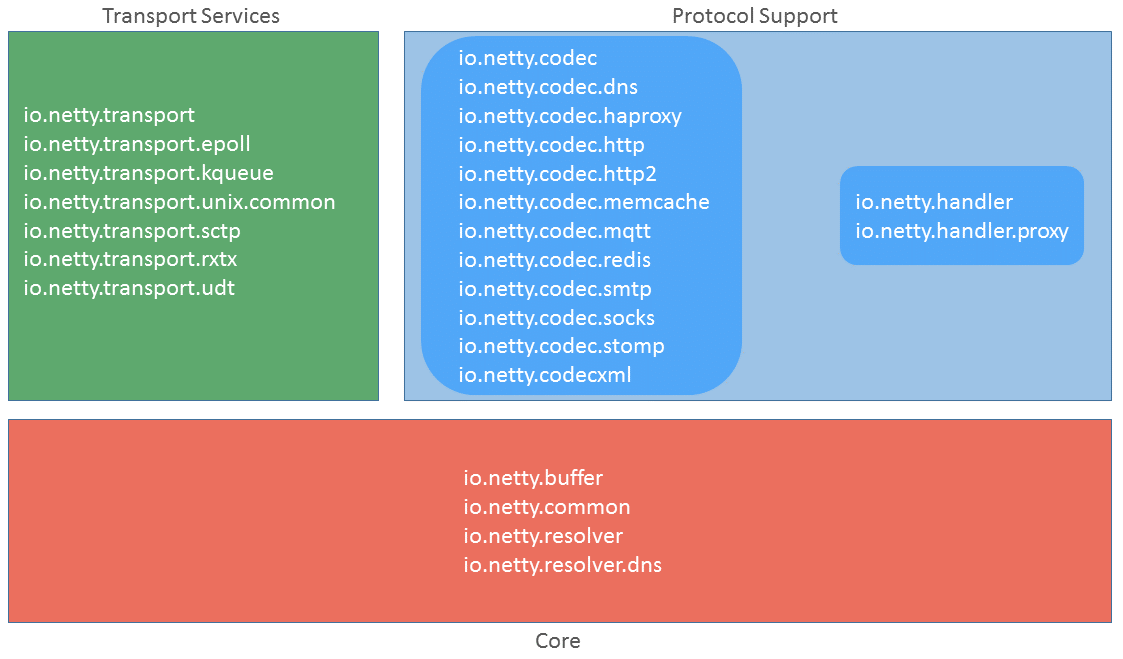 Transport Services
io.netty.transport
io.netty.transport.epoll
io.netty.transport.kqueue
io.netty.transport.unix.common
io.netty.transport.sctp
io.netty.transport.rxtx
io.netty.transport.udt
Protocol Support
io.netty.codec
io.netty.codec.dns
io.netty.codec.haproxy
io.netty.codec.http
io.netty.codec.http2
io.netty.codec.memcache
io.netty.codec.mqtt
io.netty.codec.redis
io.netty.codec.smtp
io.netty.codec.socks
io.netty.codec.stomp
io.netty.codecxml
io.netty.handler
io.netty.handler.proxy
io.netty.buffer
io.netty.common
io.netty.resolver
io.netty.resolver.dns
Core